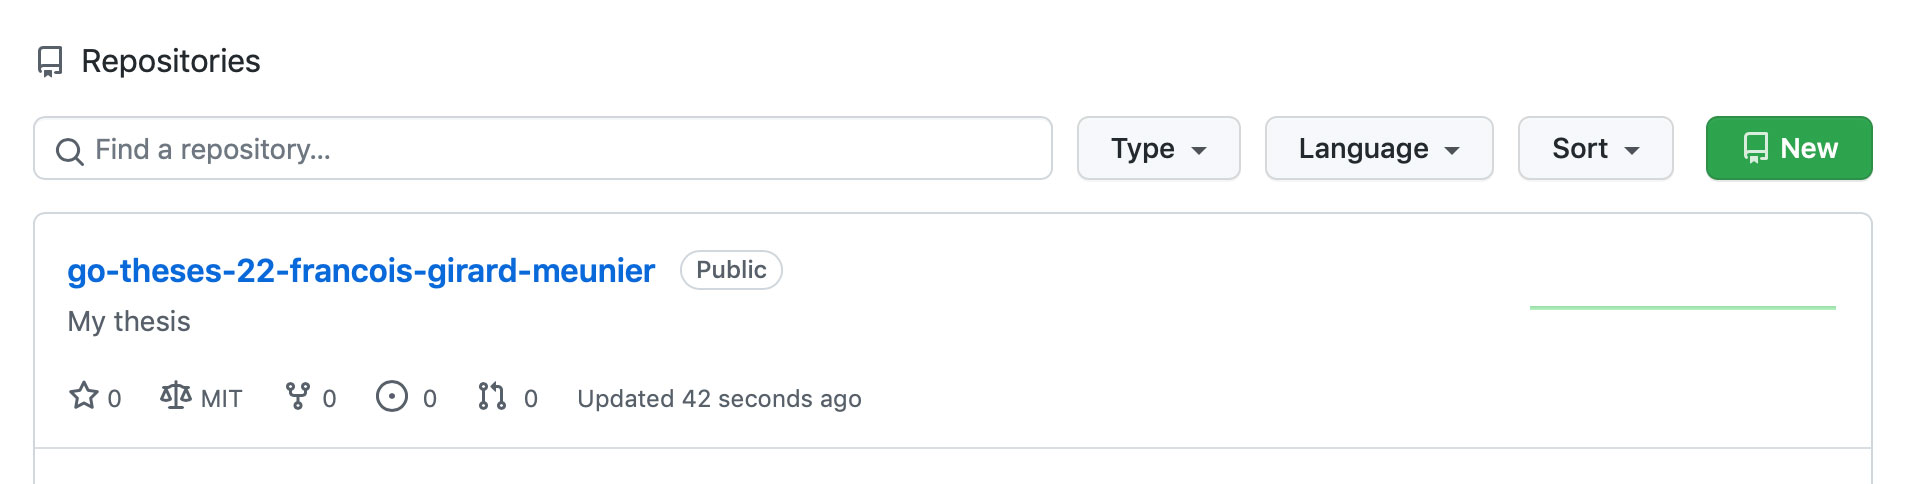 Repositories
Find a repository...
Type
Language
Sort
New
go-theses-22-francois-girard-meunier Public
My thesis
0 MIT 0 0 0 Updated 42 seconds ago